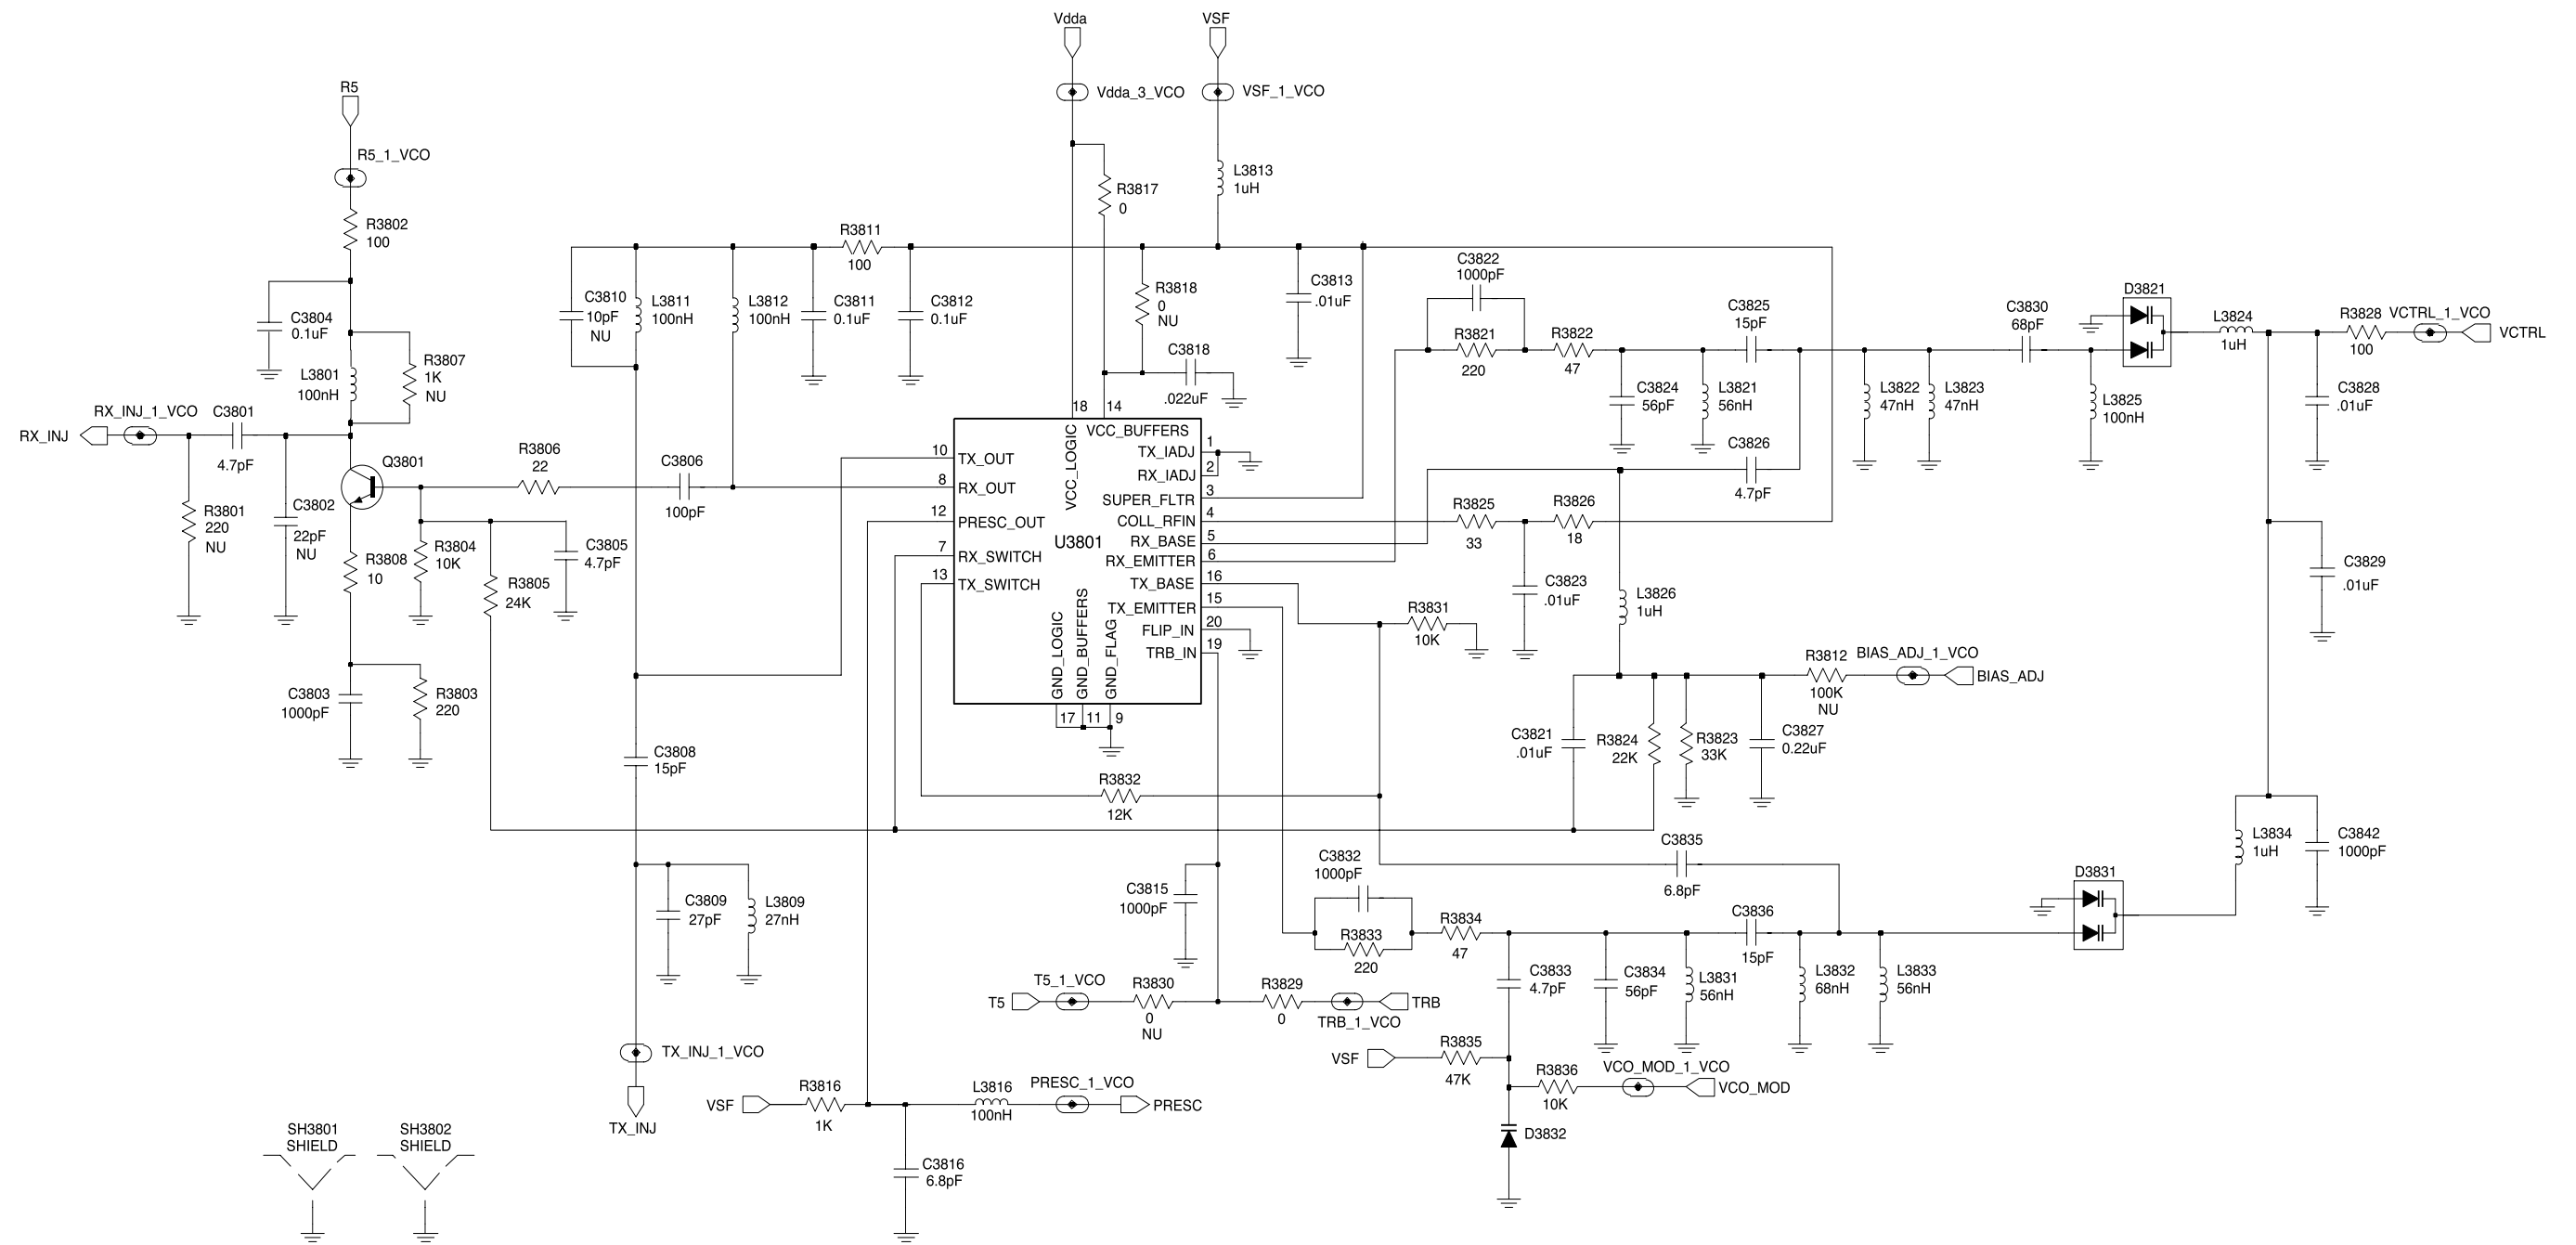 Vdda
VSF
Vdda_3_VCO
VSF_1_VCO
R5
R5_1_VCO
R3802
100
L3813
1uH
R3817
0
R3811
100
C3804
0.1uF
L3801
100nH
R3807
1K
NU
C3810
10pF
NU
L3811
100nH
L3812
100nH
C3811
0.1uF
C3812
0.1uF
R3818
0
NU
C3818
.022uF
C3813
.01uF
C3822
1000pF
R3821
220
R3822
47
C3825
15pF
C3824
56pF
L3821
56nH
L3822
47nH
L3823
47nH
C3830
68pF
D3821
L3825
100nH
L3824
1uH
R3828
100
VCTRL_1_VCO
VCTRL
C3828
.01uF
RX_INJ
RX_INJ_1_VCO
C3801
4.7pF
Q3801
R3806
22
C3806
100pF
R3801
220
NU
C3802
22pF
NU
R3808
10
R3804
10K
R3805
24K
C3805
4.7pF
C3803
1000pF
R3803
220
18
14
VCC_LOGIC
VCC_BUFFERS
10
TX_OUT
8
RX_OUT
12
PRESC_OUT
7
RX_SWITCH
13
TX_SWITCH
U3801
TX_IADJ
1
RX_IADJ
2
SUPER_FLTR
3
COLL_RFIN
4
RX_BASE
5
RX_EMITTER
6
TX_BASE
16
TX_EMITTER
15
FLIP_IN
20
TRB_IN
19
GND_LOGIC
GND_BUFFERS
GND_FLAG
17
11
9
C3826
4.7pF
R3825
33
R3826
18
C3823
.01uF
L3826
1uH
R3831
10K
R3812
100K
NU
BIAS_ADJ_1_VCO
BIAS_ADJ
C3821
.01uF
R3824
22K
R3823
33K
C3827
0.22uF
C3829
.01uF
C3808
15pF
R3832
12K
C3809
27pF
L3809
27nH
C3815
1000pF
C3832
1000pF
R3833
220
R3834
47
C3835
6.8pF
C3836
15pF
C3833
4.7pF
C3834
56pF
L3831
56nH
L3832
68nH
L3833
56nH
D3831
L3834
1uH
C3842
1000pF
T5
T5_1_VCO
R3830
0
NU
R3829
0
TRB
TRB_1_VCO
TX_INJ_1_VCO
TX_INJ
VSF
R3816
1K
L3816
100nH
PRESC_1_VCO
PRESC
C3816
6.8pF
VSF
R3835
47K
R3836
10K
VCO_MOD_1_VCO
VCO_MOD
D3832
SH3801
SHIELD
SH3802
SHIELD